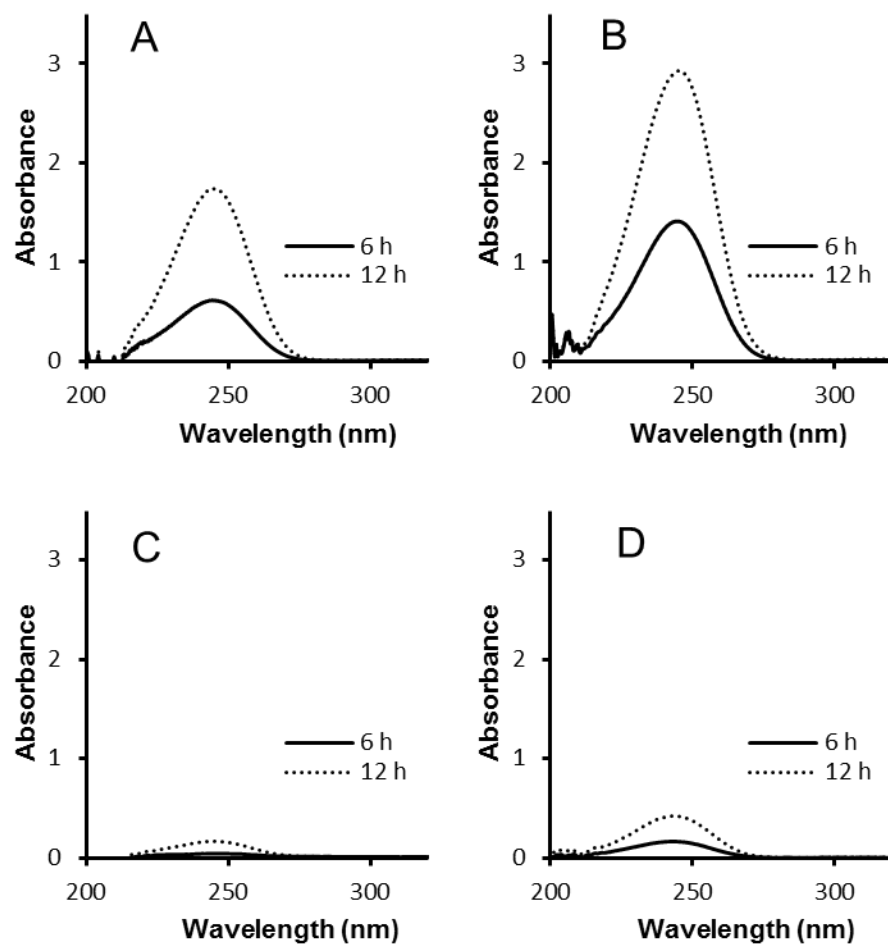 A
3
2
1
0
Absorbance
6 h
12 h
200
250
300
Wavelength (nm)
B
3
2
1
0
Absorbance
6 h
12 h
200
250
300
Wavelength (nm)
C
3
2
1
0
Absorbance
6 h
12 h
200
250
300
Wavelength (nm)
D
3
2
1
0
Absorbance
6 h
12 h
200
250
300
Wavelength (nm)